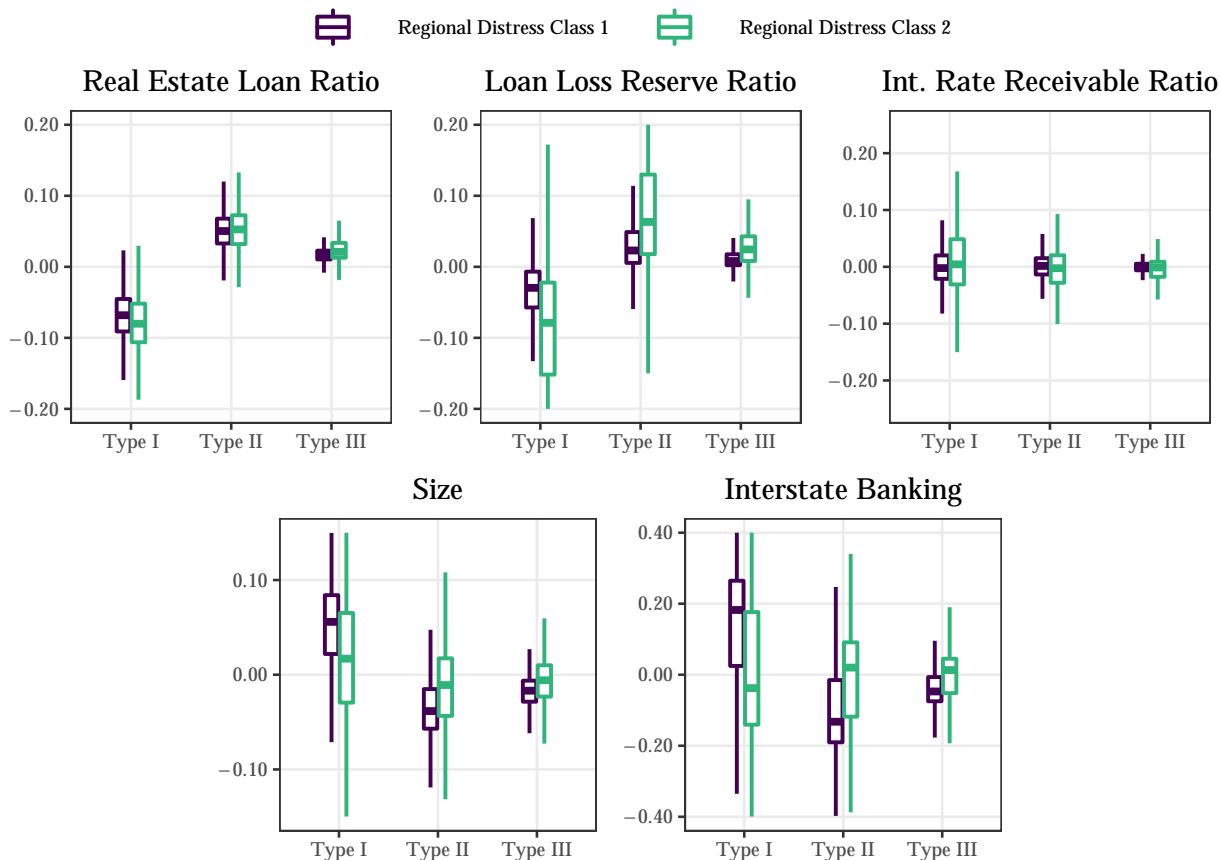 Regional Distress Class 1 Regional Distress Class 2
Real Estate Loan Ratio
0.20
0.10
0.00
−0.10
−0.20
Type I Type II Type III
Loan Loss Reserve Ratio
0.20
0.10
0.00
−0.10
−0.20
Type I Type II Type III
Int. Rate Receivable Ratio
0.20
0.10
0.00
−0.10
−0.20
Type I Type II Type III
Size
0.10
0.00
−0.10
Type I Type II Type III
Interstate Banking
0.40
0.20
0.00
−0.20
−0.40
Type I Type II Type III